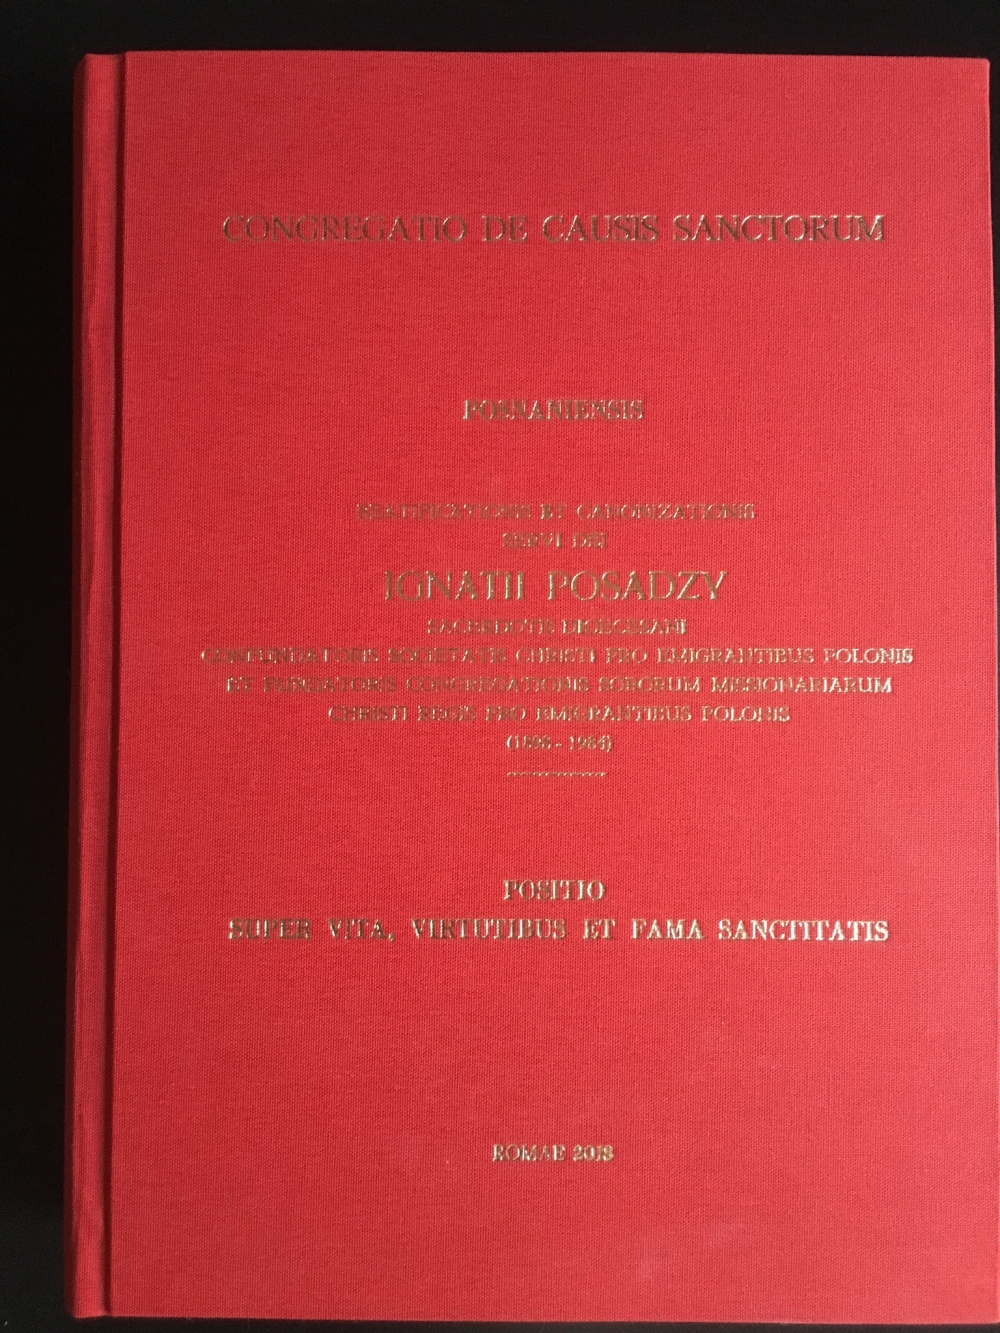 CONGREGATIO DE CAUSIS SANCTORUM
POSNANIENSIS
BEATIFICATIONIS ET CANONIZATIONIS
SERVI DEI
IGNATII POSADZY
SACERDOTIS DIOECESANI
CONFUNDATORIS SOCIETATIS CHRISTI PRO EMIGRANTIBUS POLONIS
ET FUNDATORIS CONGREGATIONIS SORORUM MISSIONARIARUM
CHRISTI REGIS PRO EMIGRANTIBUS POLONIS
(1898 - 1984)
POSITIO
SUPER VITA, VIRTUTIBUS ET FAMA SANCTITATIS
ROMAE 2018